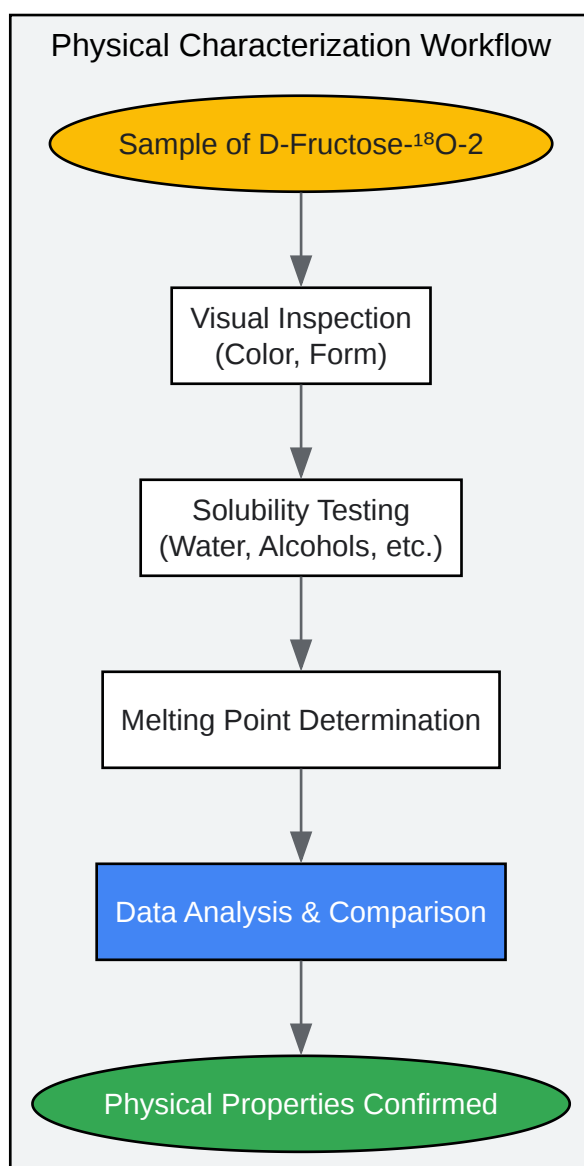 Physical Characterization Workflow
Sample of D-Fructose-¹⁸O-2
Visual Inspection
(Color, Form)
Solubility Testing
(Water, Alcohols, etc.)
Melting Point Determination
Data Analysis & Comparison
Physical Properties Confirmed